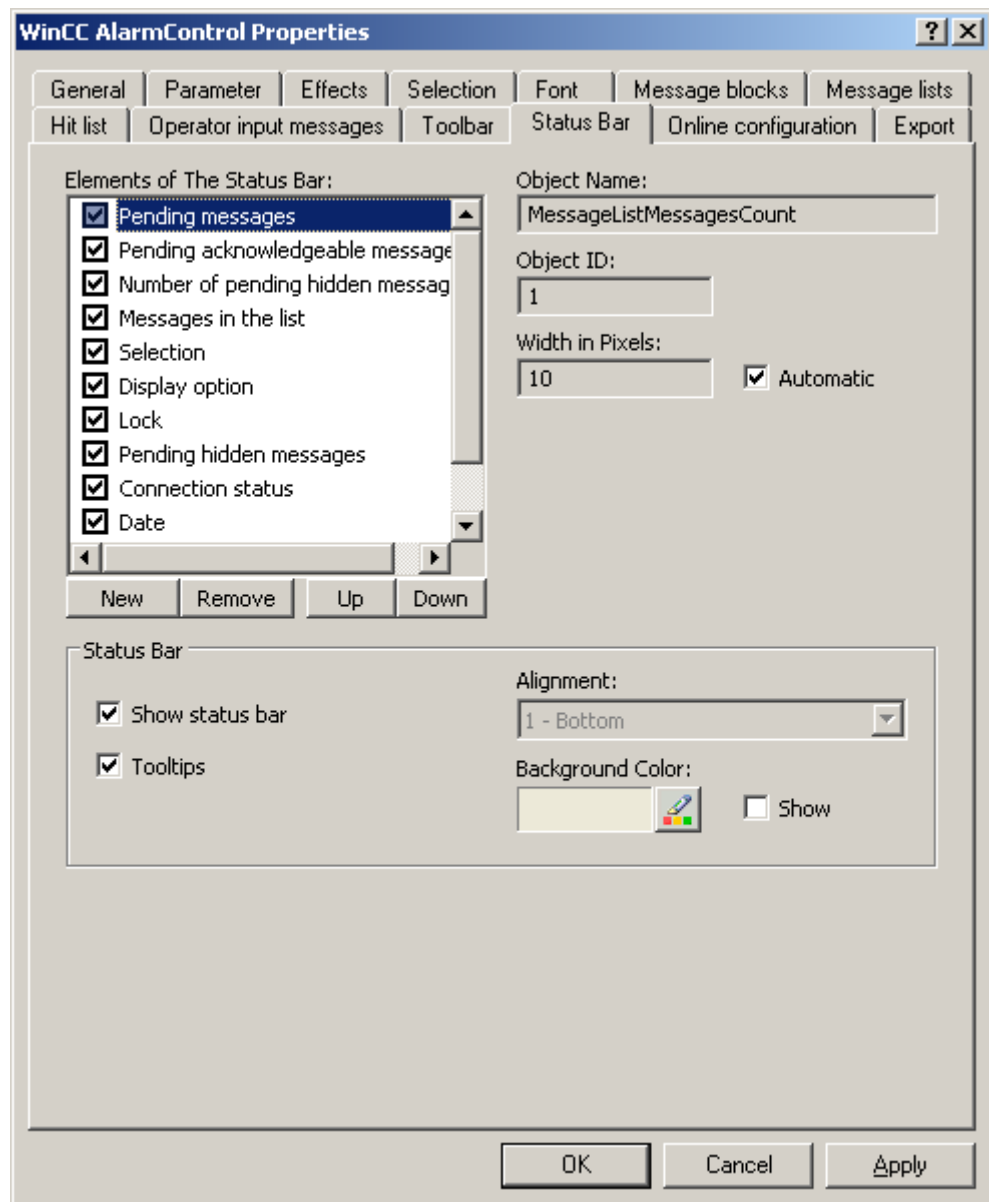 WinCC AlarmControl Properties
General Parameter Effects Selection Font Message blocks Message lists
Hit list Operator input messages Toolbar Status Bar Online configuration Export
Elements of The Status Bar:
Pending messages
Pending acknowledgeable message
Number of pending hidden messag
Messages in the list
Selection
Display option
Lock
Pending hidden messages
Connection status
Date
New Remove Up Down
Object Name:
MessageListMessagesCount
Object ID:
1
Width in Pixels:
10 Automatic
Status Bar
Show status bar
Tooltips
Alignment:
1 - Bottom
Background Color:
Show
OK Cancel Apply